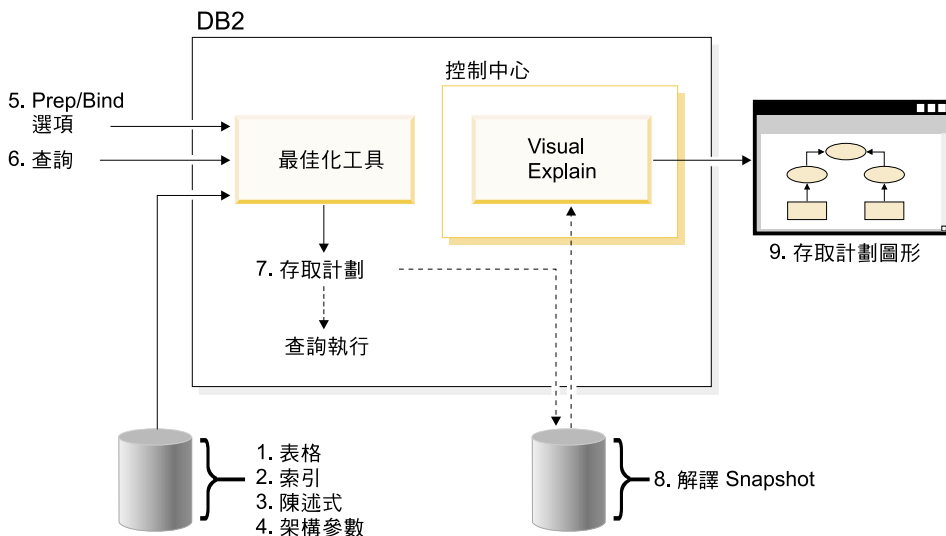 DB2
控制中心
5. Prep/Bind
選項
6. 查詢
最佳化工具
Visual
Explain
7. 存取計劃
查詢執行
9. 存取計劃圖形
1. 表格
2. 索引
3. 陳述式
4. 架構參數
8. 解譯 Snapshot